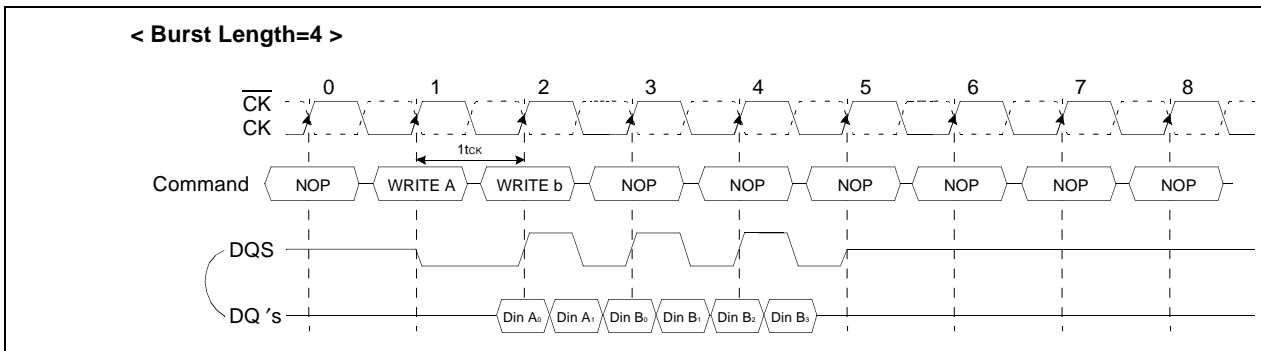 < Burst Length=4 >
0 1 2 3 4 5 6 7 8
CK
CK
1tCK
Command NOP WRITE A WRITE b NOP NOP NOP NOP NOP NOP
DQS
DQ 's Din A0 Din A1 Din B0 Din B1 Din B2 Din B3